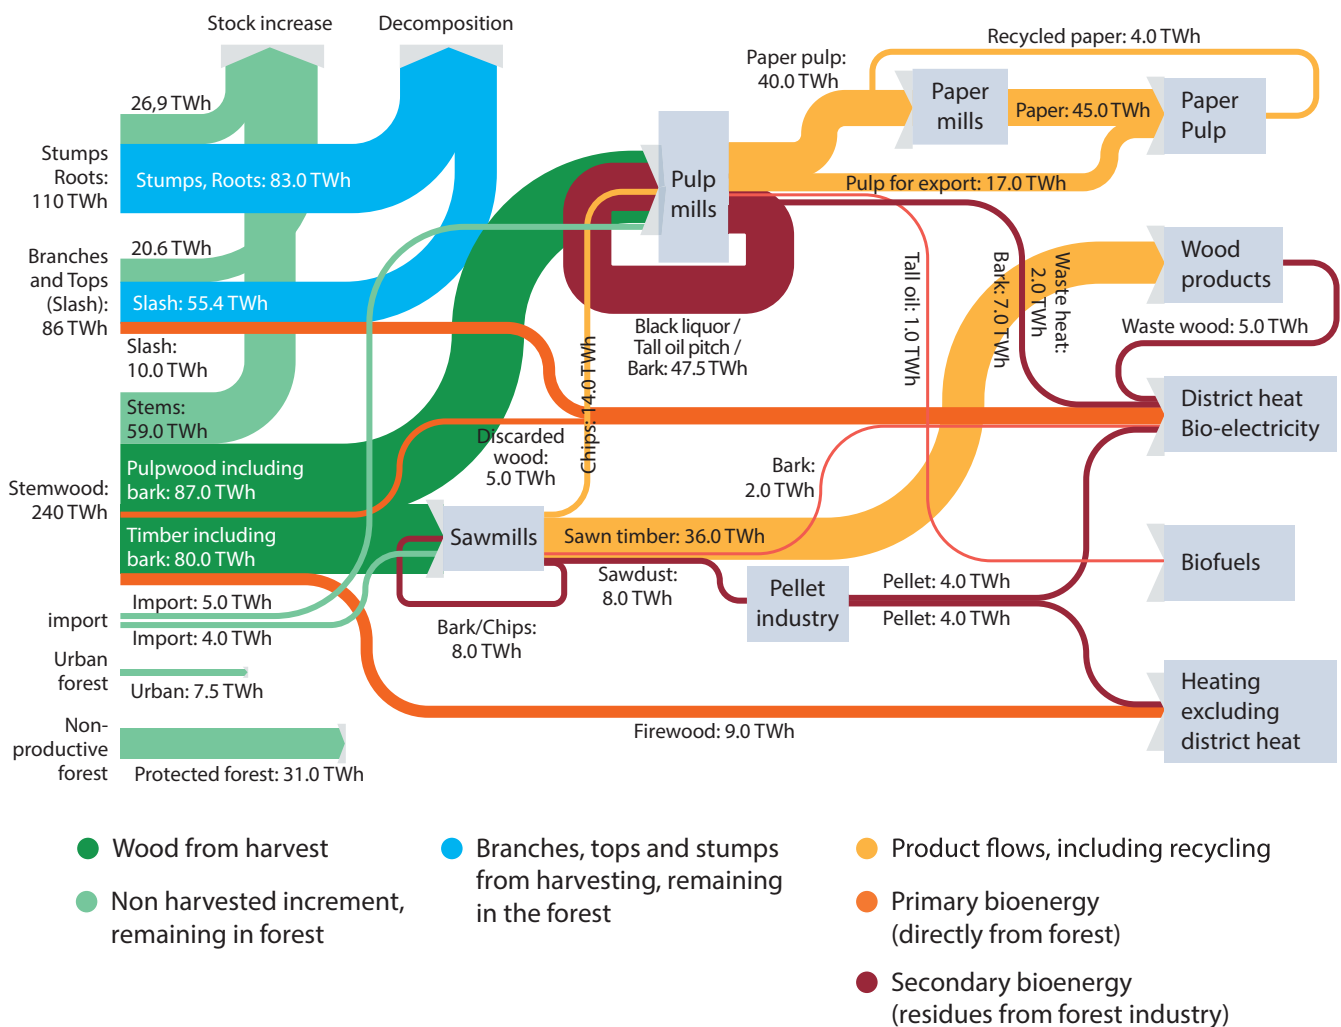 Stock increase
Decomposition
Recycled paper: 4.0 TWh
Paper pulp:
40.0 TWh
26,9 TWh
Paper
mills
Paper: 45.0 TWh
Paper
Pulp
Stumps
Roots:
110 TWh
Stumps, Roots: 83.0 TWh
Pulp
mills
Pulp for export: 17.0 TWh
20.6 TWh
Branches
and Tops
(Slash):
86 TWh
Slash: 55.4 TWh
Slash:
10.0 TWh
Wood
products
Tall oil: 1.0 TWh
Bark: 7.0 TWh
Waste heat:
2.0 TWh
Waste wood: 5.0 TWh
Black liquor /
Tall oil pitch /
Bark: 47.5 TWh
Chips: 14.0 TWh
Stems:
59.0 TWh
District heat
Bio-electricity
Discarded
wood:
5.0 TWh
Bark:
2.0 TWh
Stemwood:
240 TWh
Pulpwood including
bark: 87.0 TWh
Timber including
bark: 80.0 TWh
Sawmills
Sawn timber: 36.0 TWh
Sawdust:
8.0 TWh
Pellet
industry
Pellet: 4.0 TWh
Pellet: 4.0 TWh
Biofuels
import
Import: 5.0 TWh
Import: 4.0 TWh
Bark/Chips:
8.0 TWh
Urban
forest
Urban: 7.5 TWh
Heating
excluding
district heat
Firewood: 9.0 TWh
Non-
productive
forest
Protected forest: 31.0 TWh
Wood from harvest
Non harvested increment,
remaining in forest
Branches, tops and stumps
from harvesting, remaining
in the forest
Product flows, including recycling
Primary bioenergy
(directly from forest)
Secondary bioenergy
(residues from forest industry)